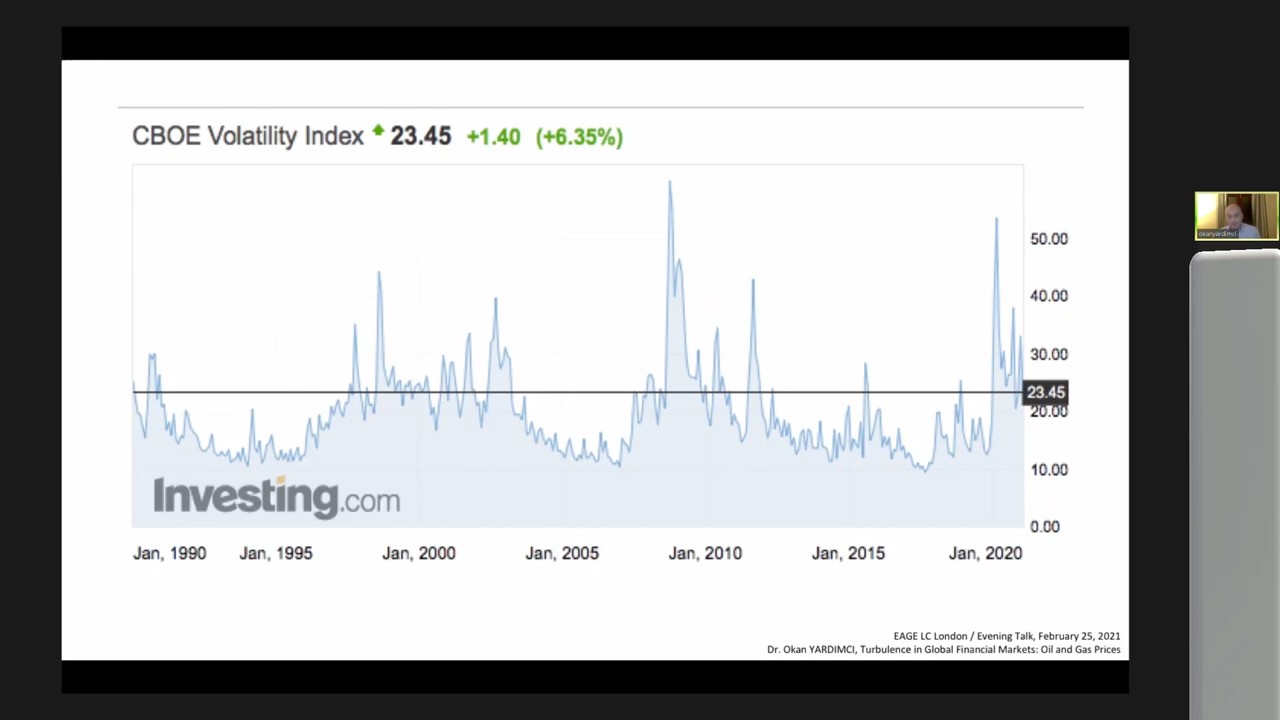 CBOE Volatility Index 23.45 +1.40 (+6.35%)
50.00
40.00
30.00
23.45
20.00
10.00
0.00
Investing.com
Jan, 1990 Jan, 1995 Jan, 2000 Jan, 2005 Jan, 2010 Jan, 2015 Jan, 2020
EAGE LC London / Evening Talk, February 25, 2021
Dr. Okan YARDIMCI, Turbulence in Global Financial Markets: Oil and Gas Prices
okanyardimci